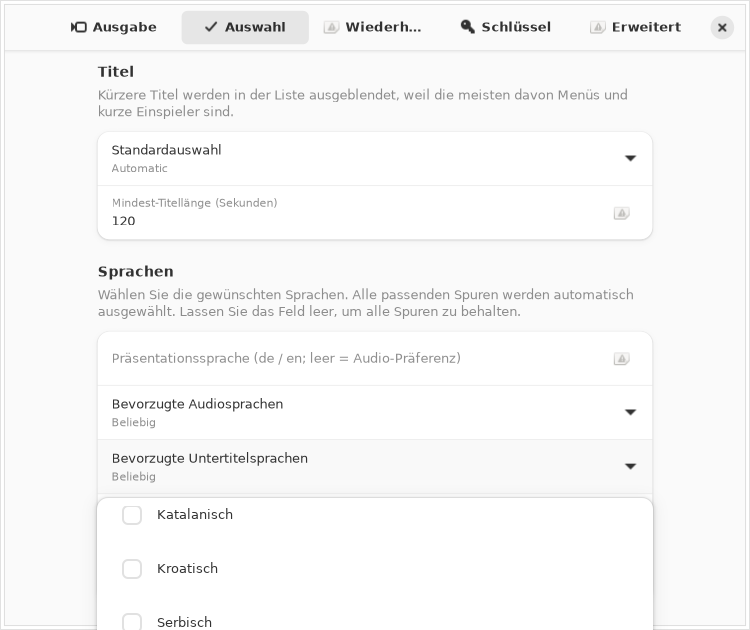 Ausgabe
Auswahl
Wiederh...
Schlüssel
Erweitert
Titel
Kürzere Titel werden in der Liste ausgeblendet, weil die meisten davon Menüs und
kurze Einspieler sind.
Standardauswahl
Automatic
Mindest-Titellänge (Sekunden)
120
Sprachen
Wählen Sie die gewünschten Sprachen. Alle passenden Spuren werden automatisch
ausgewählt. Lassen Sie das Feld leer, um alle Spuren zu behalten.
Präsentationssprache (de / en; leer = Audio-Präferenz)
Bevorzugte Audiosprachen
Beliebig
Bevorzugte Untertitelsprachen
Beliebig
Katalanisch
Kroatisch
Serbisch